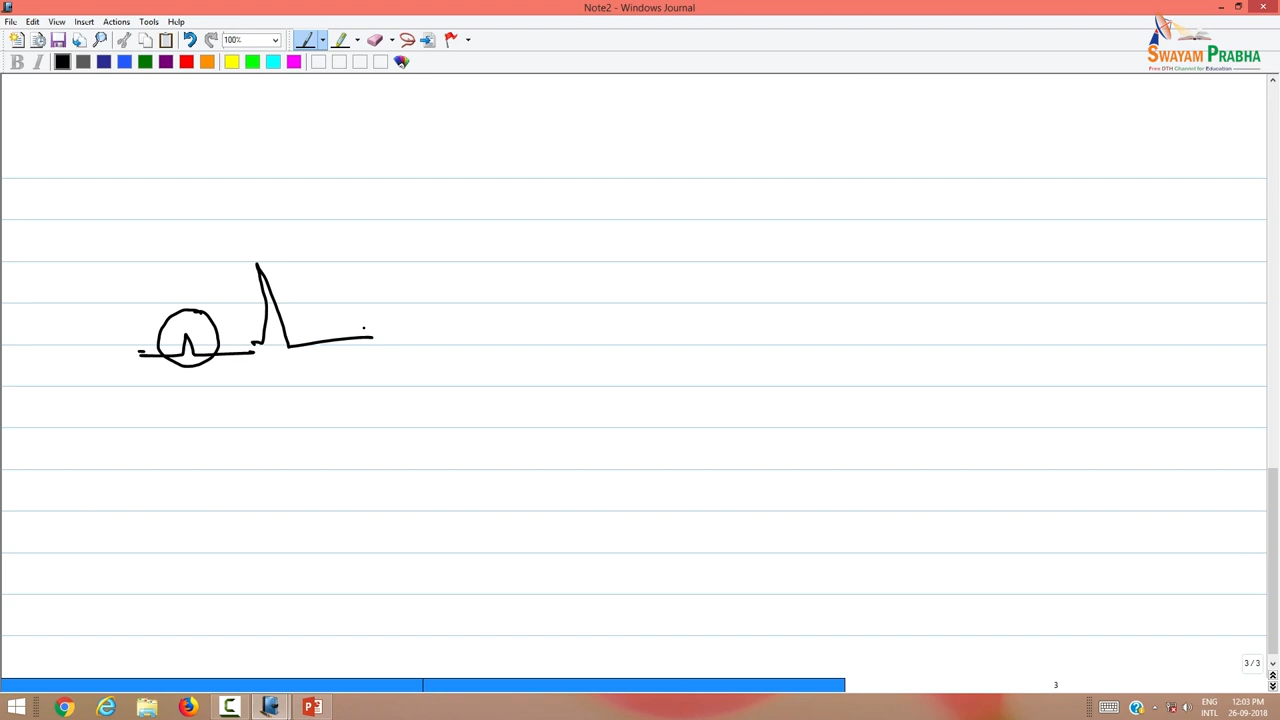 Note2 - Windows Journal
File Edit View Insert Actions Tools Help
100%
B I
SWAYAM PRABHA
Free DTH Channel for Education
3 / 3
3
ENG 12:03 PM
INTL 26-09-2018